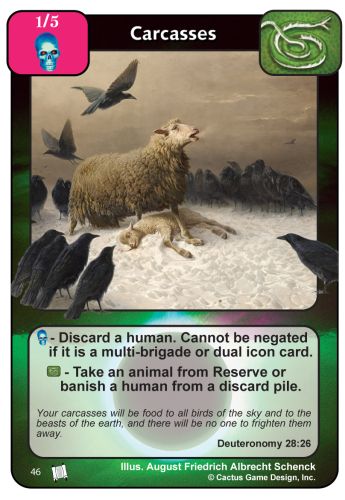 1/5
Carcasses
- Discard a human. Cannot be negated
if it is a multi-brigade or dual icon card.
- Take an animal from Reserve or
banish a human from a discard pile.
Your carcasses will be food to all birds of the sky and to the
beasts of the earth, and there will be no one to frighten them
away.
Deuteronomy 28:26
46
Illus. August Friedrich Albrecht Schenck
© Cactus Game Design, Inc.